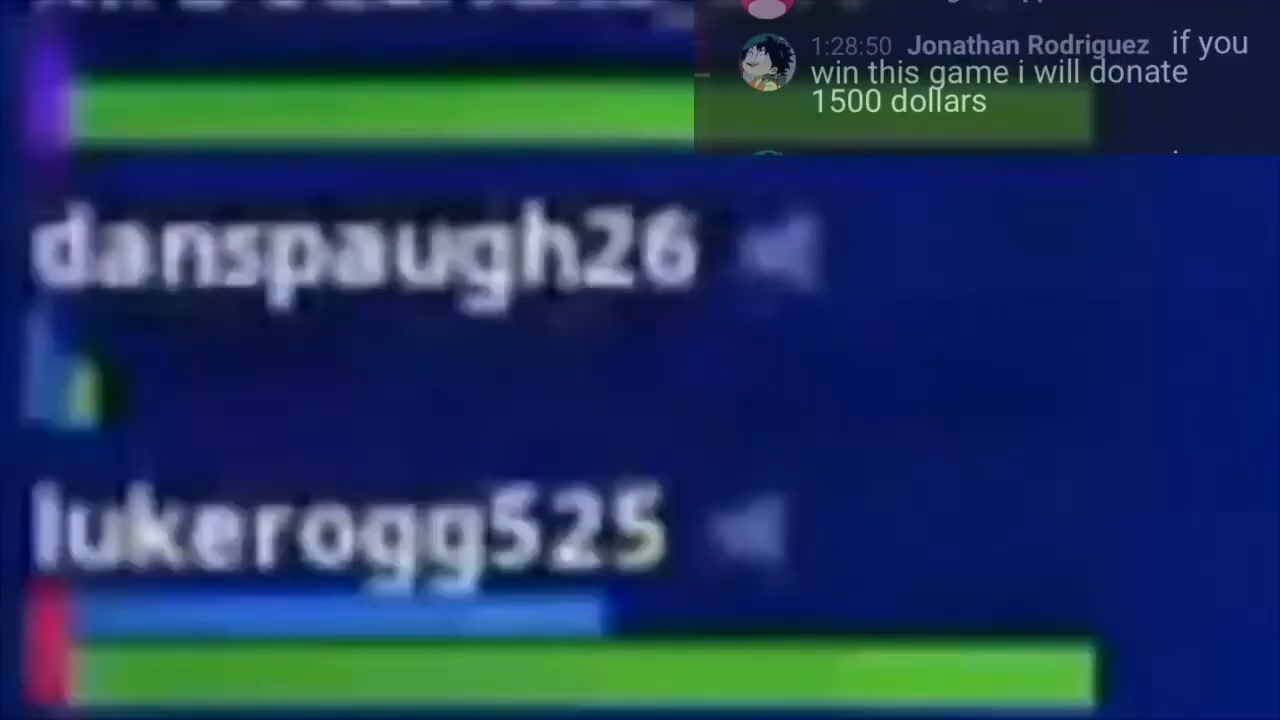 1:28:50 Jonathan Rodriguez if you
win this game i will donate
1500 dollars
danspaugh26
lukerogg525